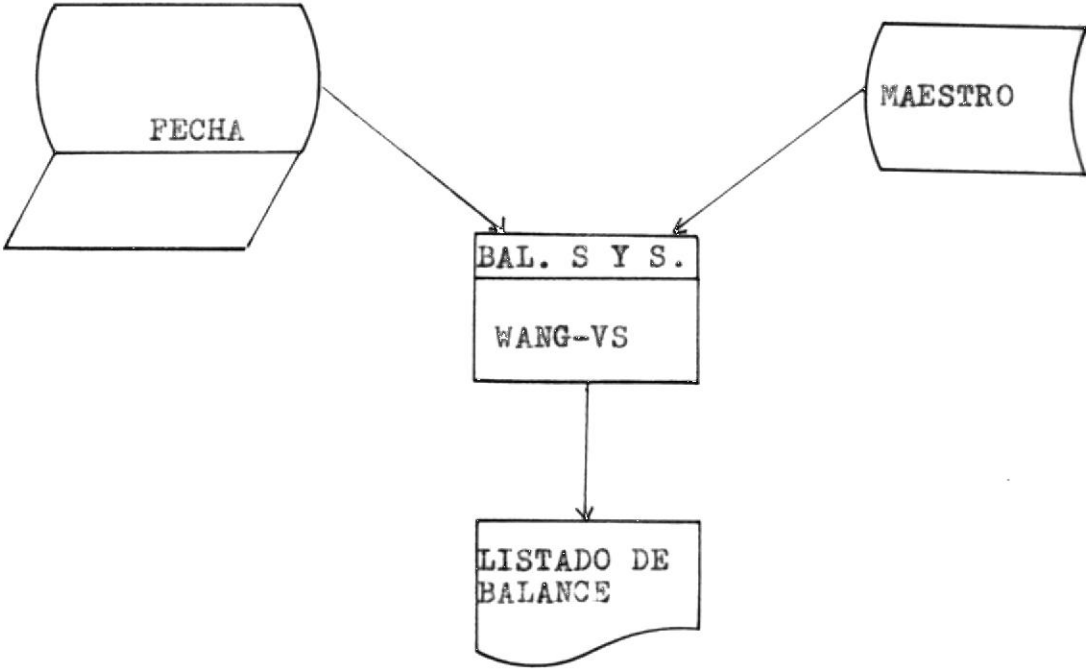 FECHA
MAESTRO
BAL. S Y S.
WANG-VS
LISTADO DE
BALANCE